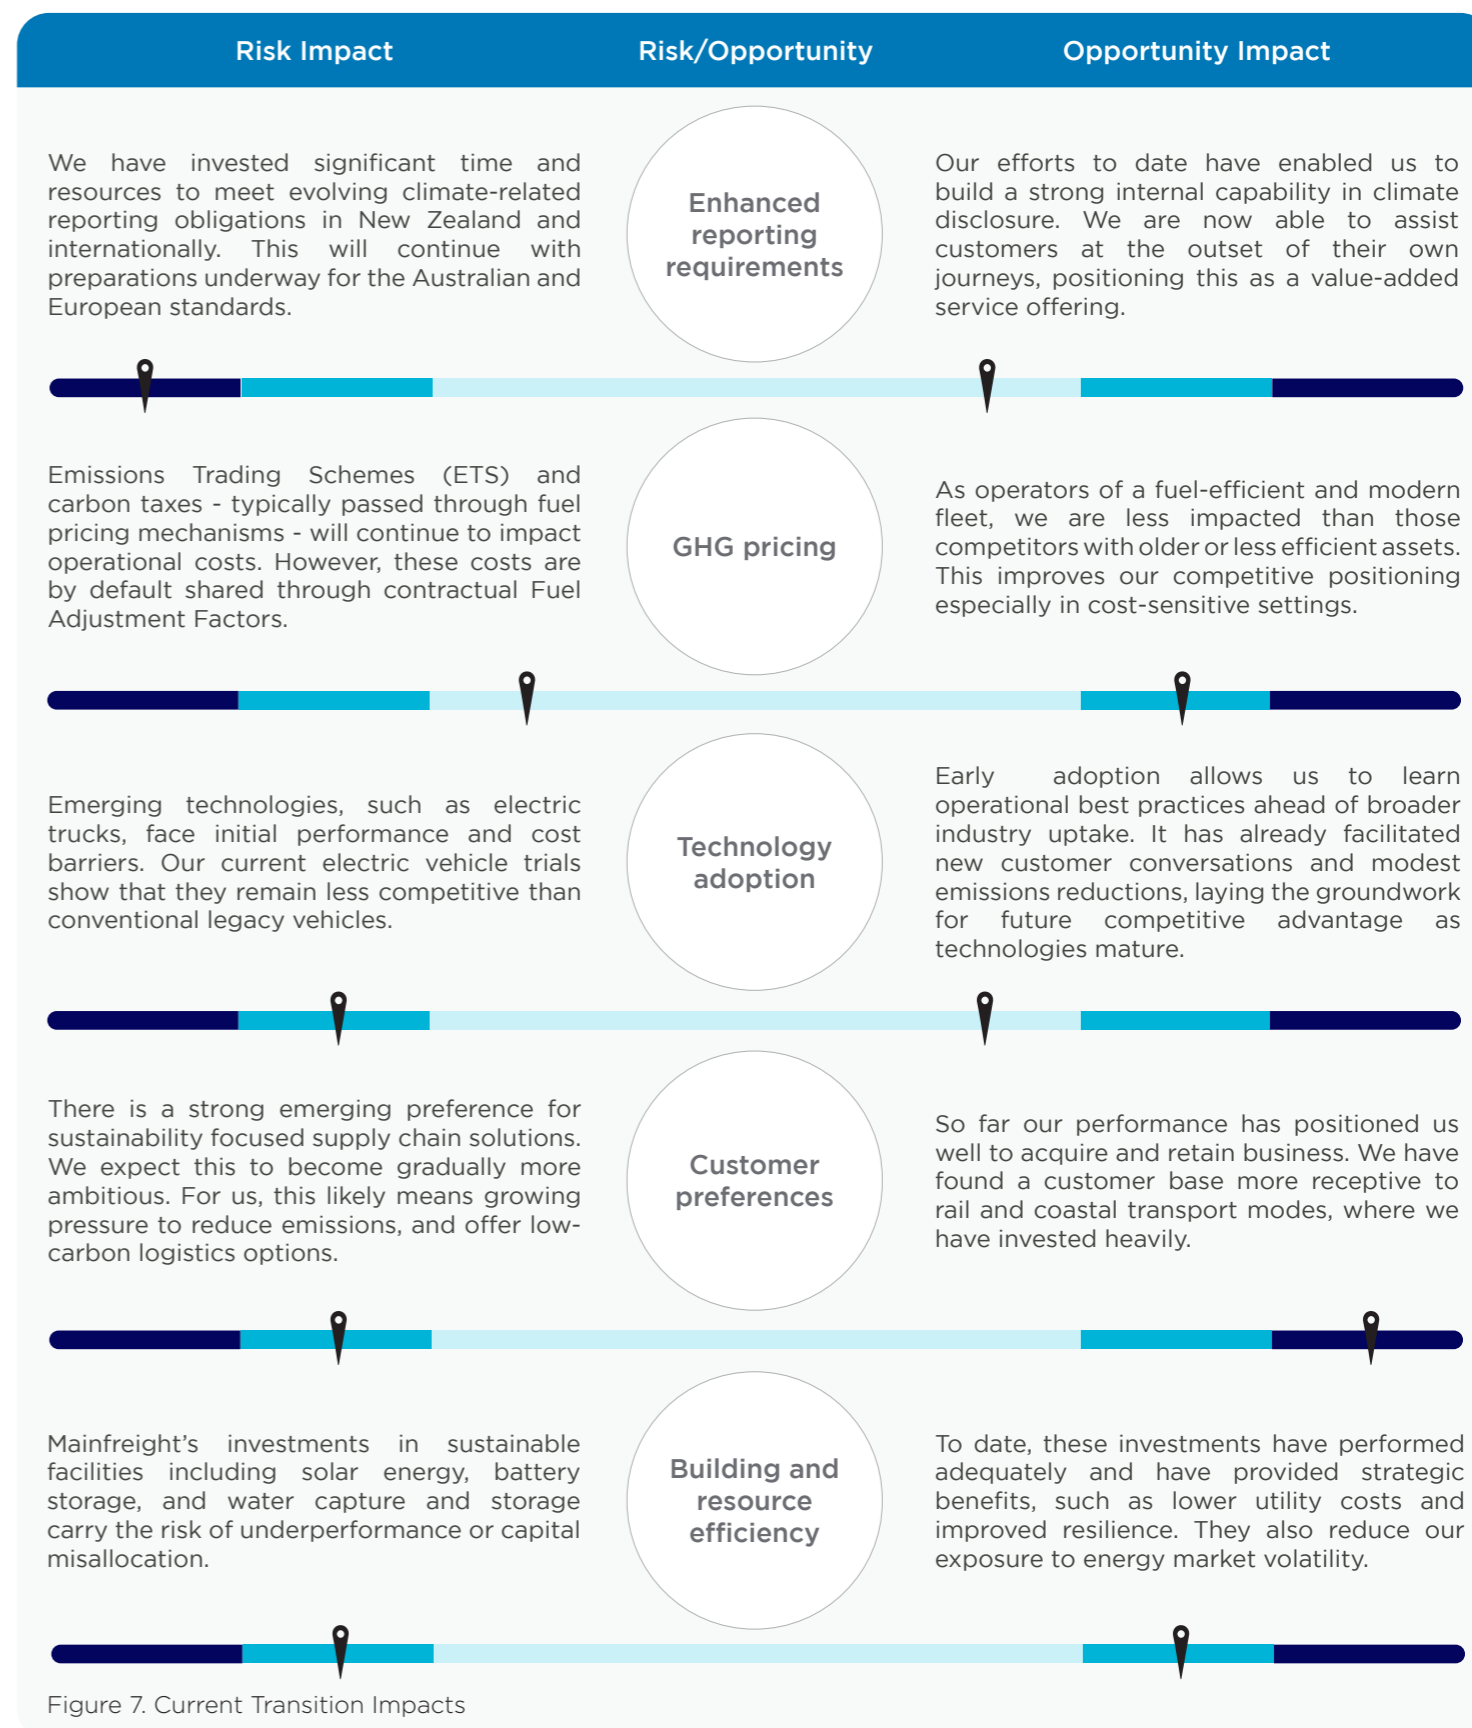 Risk Impact
Risk/Opportunity
Opportunity Impact
We have invested significant time and
resources to meet evolving climate-related
reporting obligations in New Zealand and
internationally. This will continue with
preparations underway for the Australian and
European standards.
Enhanced
reporting
requirements
Our efforts to date have enabled us to
build a strong internal capability in climate
disclosure. We are now able to assist
customers at the outset of their own
journeys, positioning this as a value-added
service offering.
Emissions Trading Schemes (ETS) and
carbon taxes - typically passed through fuel
pricing mechanisms - will continue to impact
operational costs. However, these costs are
by default shared through contractual Fuel
Adjustment Factors.
GHG pricing
As operators of a fuel-efficient and modern
fleet, we are less impacted than those
competitors with older or less efficient assets.
This improves our competitive positioning
especially in cost-sensitive settings.
Emerging technologies, such as electric
trucks, face initial performance and cost
barriers. Our current electric vehicle trials
show that they remain less competitive than
conventional legacy vehicles.
Technology
adoption
Early adoption allows us to learn
operational best practices ahead of broader
industry uptake. It has already facilitated
new customer conversations and modest
emissions reductions, laying the groundwork
for future competitive advantage as
technologies mature.
There is a strong emerging preference for
sustainability focused supply chain solutions.
We expect this to become gradually more
ambitious. For us, this likely means growing
pressure to reduce emissions, and offer low-
carbon logistics options.
Customer
preferences
So far our performance has positioned us
well to acquire and retain business. We have
found a customer base more receptive to
rail and coastal transport modes, where we
have invested heavily.
Mainfreight's investments in sustainable
facilities including solar energy, battery
storage, and water capture and storage
carry the risk of underperformance or capital
misallocation.
Building and
resource
efficiency
To date, these investments have performed
adequately and have provided strategic
benefits, such as lower utility costs and
improved resilience. They also reduce our
exposure to energy market volatility.
Figure 7. Current Transition Impacts